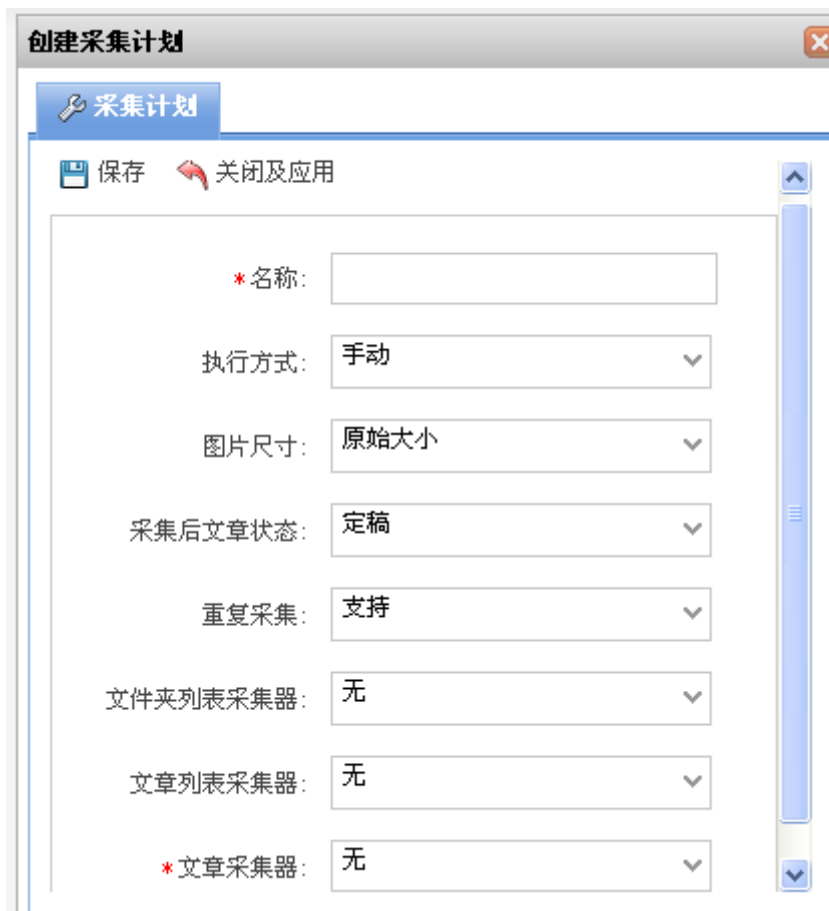 创建采集计划
采集计划
保存 关闭及应用
*名称:
执行方式: 手动
图片尺寸: 原始大小
采集后文章状态: 定稿
重复采集: 支持
文件夹列表采集器: 无
文章列表采集器: 无
*文章采集器: 无